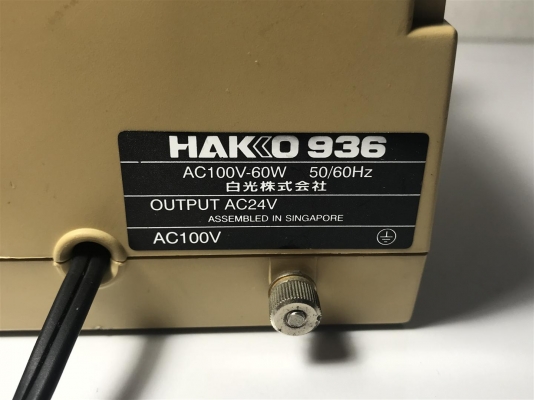 HAKKO 936
AC100V-60W 50/60Hz
白光株式会社
OUTPUT AC24V
ASSEMBLED IN SINGAPORE
AC100V